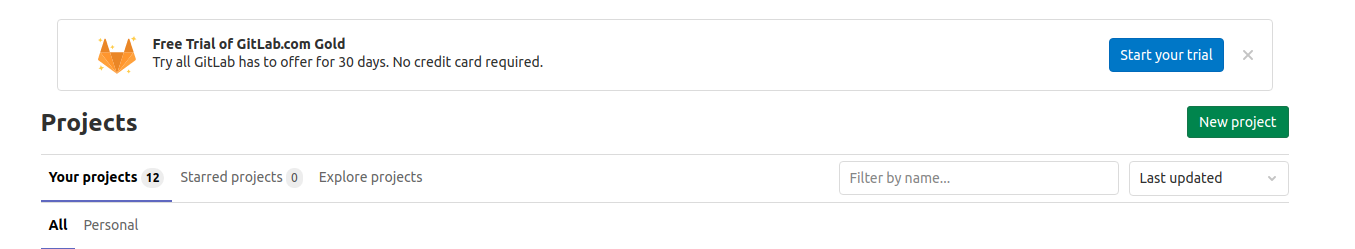 Free Trial of GitLab.com Gold
Try all GitLab has to offer for 30 days. No credit card required.
Start your trial
Projects
New project
Your projects 12 Starred projects 0 Explore projects
Filter by name...
Last updated
All Personal